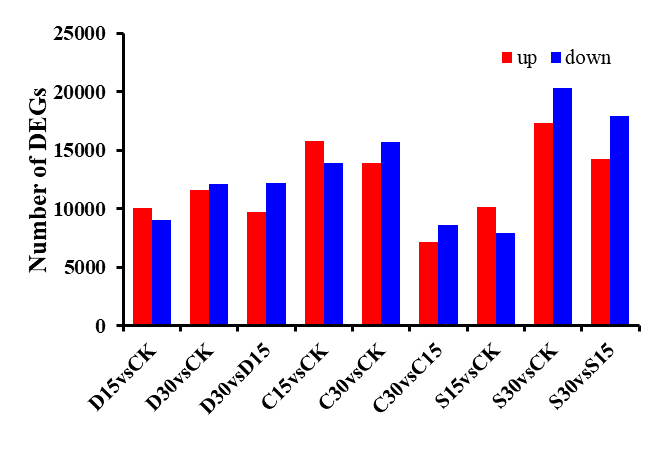 25000
up down
20000
15000
10000
5000
0
Number of DEGs
D15vsCK
D30vsCK
D30vsD15
C15vsCK
C30vsCK
C30vsC15
S15vsCK
S30vsCK
S30vsS15